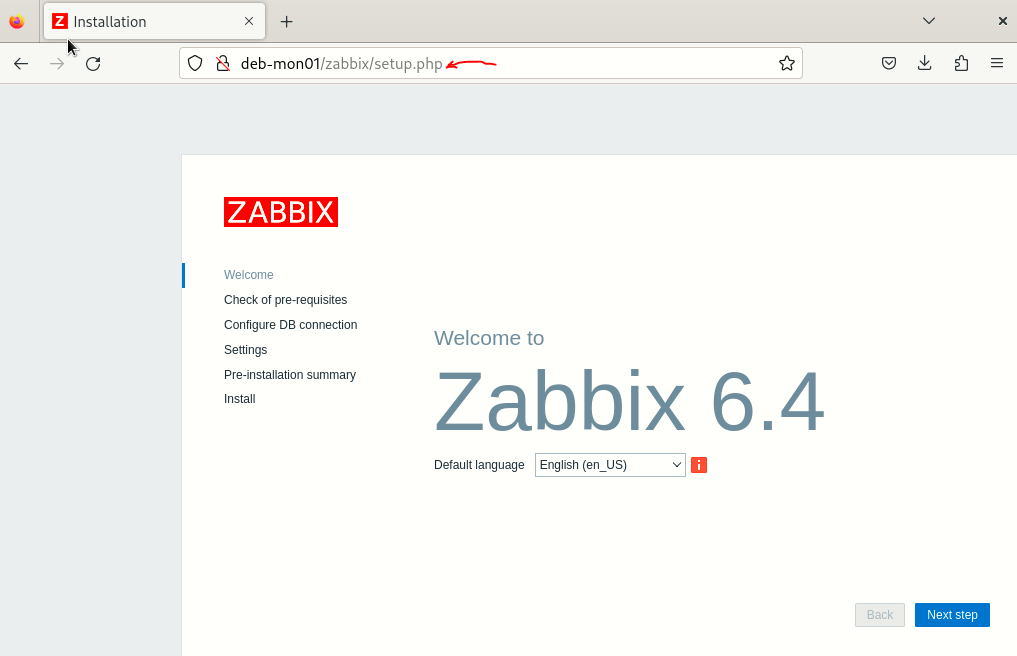 Installation
deb-mon01/zabbix/setup.php
ZABBIX
Welcome
Check of pre-requisites
Configure DB connection
Settings
Pre-installation summary
Install
Welcome to
Zabbix 6.4
Default language English (en_US)
Back Next step